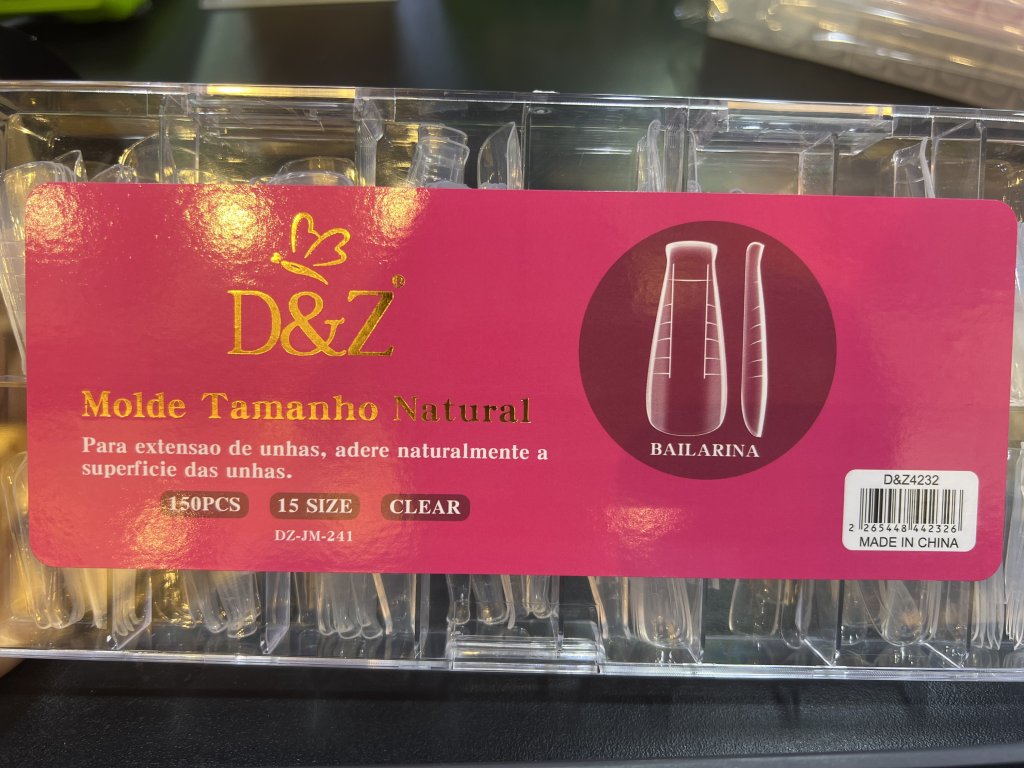 D&Z®
Molde Tamanho Natural
Para extensao de unhas, adere naturalmente a
superficie das unhas.
150PCS 15 SIZE CLEAR
DZ-JM-241
BAILARINA
D&Z4232
2 265448 442326
MADE IN CHINA